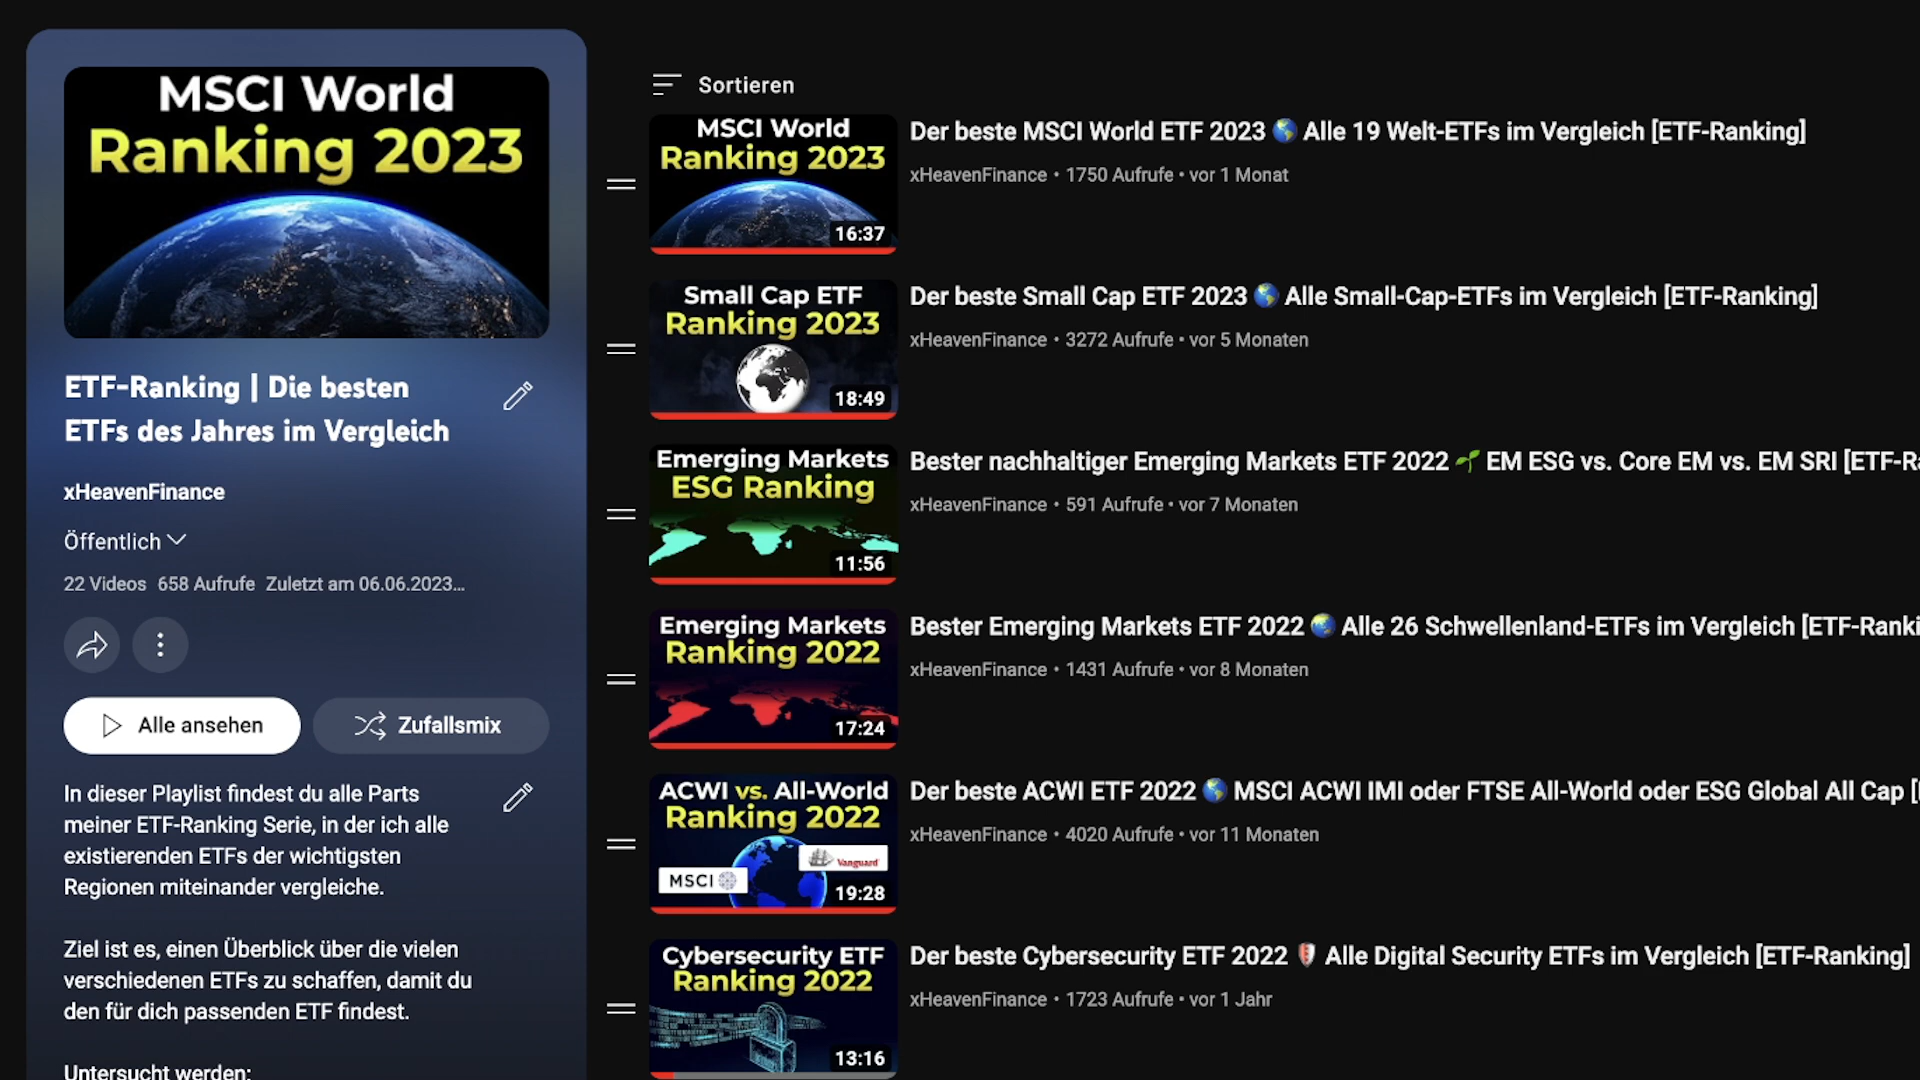 MSCI World
Ranking 2023
ETF-Ranking | Die besten
ETFs des Jahres im Vergleich
xHeavenFinance
Öffentlich
22 Videos 658 Aufrufe Zuletzt am 06.06.2023...
Alle ansehen
Zufallsmix
In dieser Playlist findest du alle Parts
meiner ETF-Ranking Serie, in der ich alle
existierenden ETFs der wichtigsten
Regionen miteinander vergleiche.
Ziel ist es, einen Überblick über die vielen
verschiedenen ETFs zu schaffen, damit du
den für dich passenden ETF findest.
Untersucht werden:
Sortieren
MSCI World
Ranking 2023
16:37
Der beste MSCI World ETF 2023 🌎 Alle 19 Welt-ETFs im Vergleich [ETF-Ranking]
xHeavenFinance • 1750 Aufrufe • vor 1 Monat
Small Cap ETF
Ranking 2023
18:49
Der beste Small Cap ETF 2023 🌎 Alle Small-Cap-ETFs im Vergleich [ETF-Ranking]
xHeavenFinance • 3272 Aufrufe • vor 5 Monaten
Emerging Markets
ESG Ranking
11:56
Bester nachhaltiger Emerging Markets ETF 2022 🌱 EM ESG vs. Core EM vs. EM SRI [ETF-Ra
xHeavenFinance • 591 Aufrufe • vor 7 Monaten
Emerging Markets
Ranking 2022
17:24
Bester Emerging Markets ETF 2022 🌏 Alle 26 Schwellenland-ETFs im Vergleich [ETF-Ranki
xHeavenFinance • 1431 Aufrufe • vor 8 Monaten
ACWI vs. All-World
Ranking 2022
Vanguard
MSCI
19:28
Der beste ACWI ETF 2022 🌎 MSCI ACWI IMI oder FTSE All-World oder ESG Global All Cap [
xHeavenFinance • 4020 Aufrufe • vor 11 Monaten
Cybersecurity ETF
Ranking 2022
13:16
Der beste Cybersecurity ETF 2022 🛡️ Alle Digital Security ETFs im Vergleich [ETF-Ranking]
xHeavenFinance • 1723 Aufrufe • vor 1 Jahr